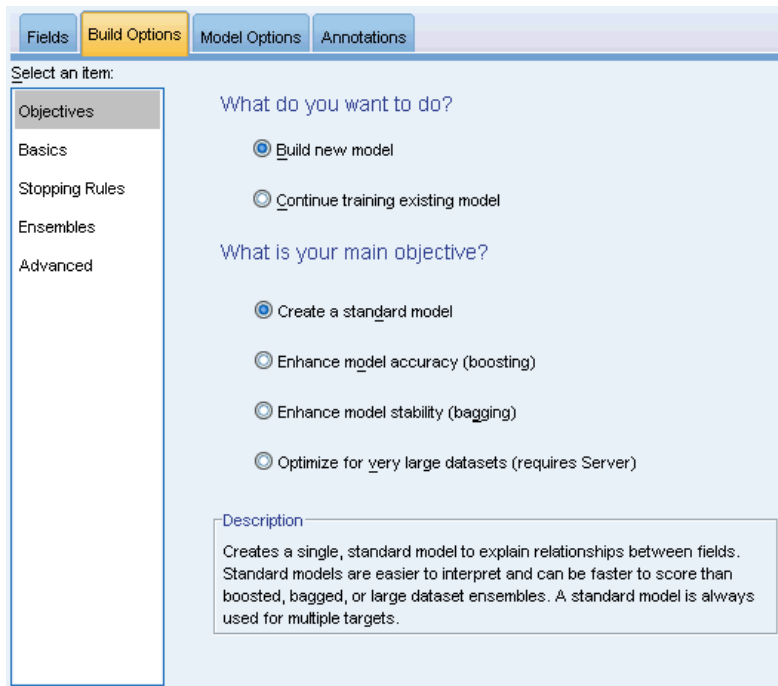 Fields Build Options Model Options Annotations
Select an item:
Objectives
Basics
Stopping Rules
Ensembles
Advanced
What do you want to do?
Build new model
Continue training existing model
What is your main objective?
Create a standard model
Enhance model accuracy (boosting)
Enhance model stability (bagging)
Optimize for very large datasets (requires Server)
Description
Creates a single, standard model to explain relationships between fields.
Standard models are easier to interpret and can be faster to score than
boosted, bagged, or large dataset ensembles. A standard model is always
used for multiple targets.